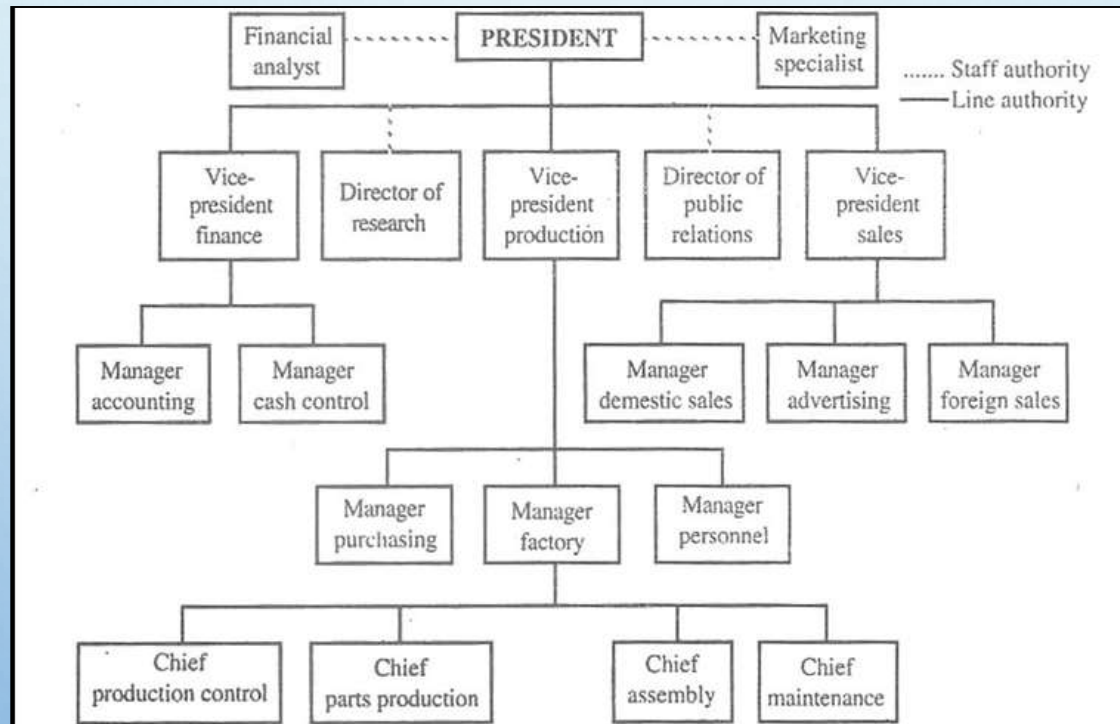 Financial
analyst
PRESIDENT
Marketing
specialist
....... Staff authority
Line authority
Vice-
president
finance
Director of
research
Vice-
president
production
Director of
public
relations
Vice-
president
sales
Manager
accounting
Manager
cash control
Manager
demestic sales
Manager
advertising
Manager
foreign sales
Manager
purchasing
Manager
factory
Manager
personnel
Chief
production control
Chief
parts production
Chief
assembly
Chief
maintenance